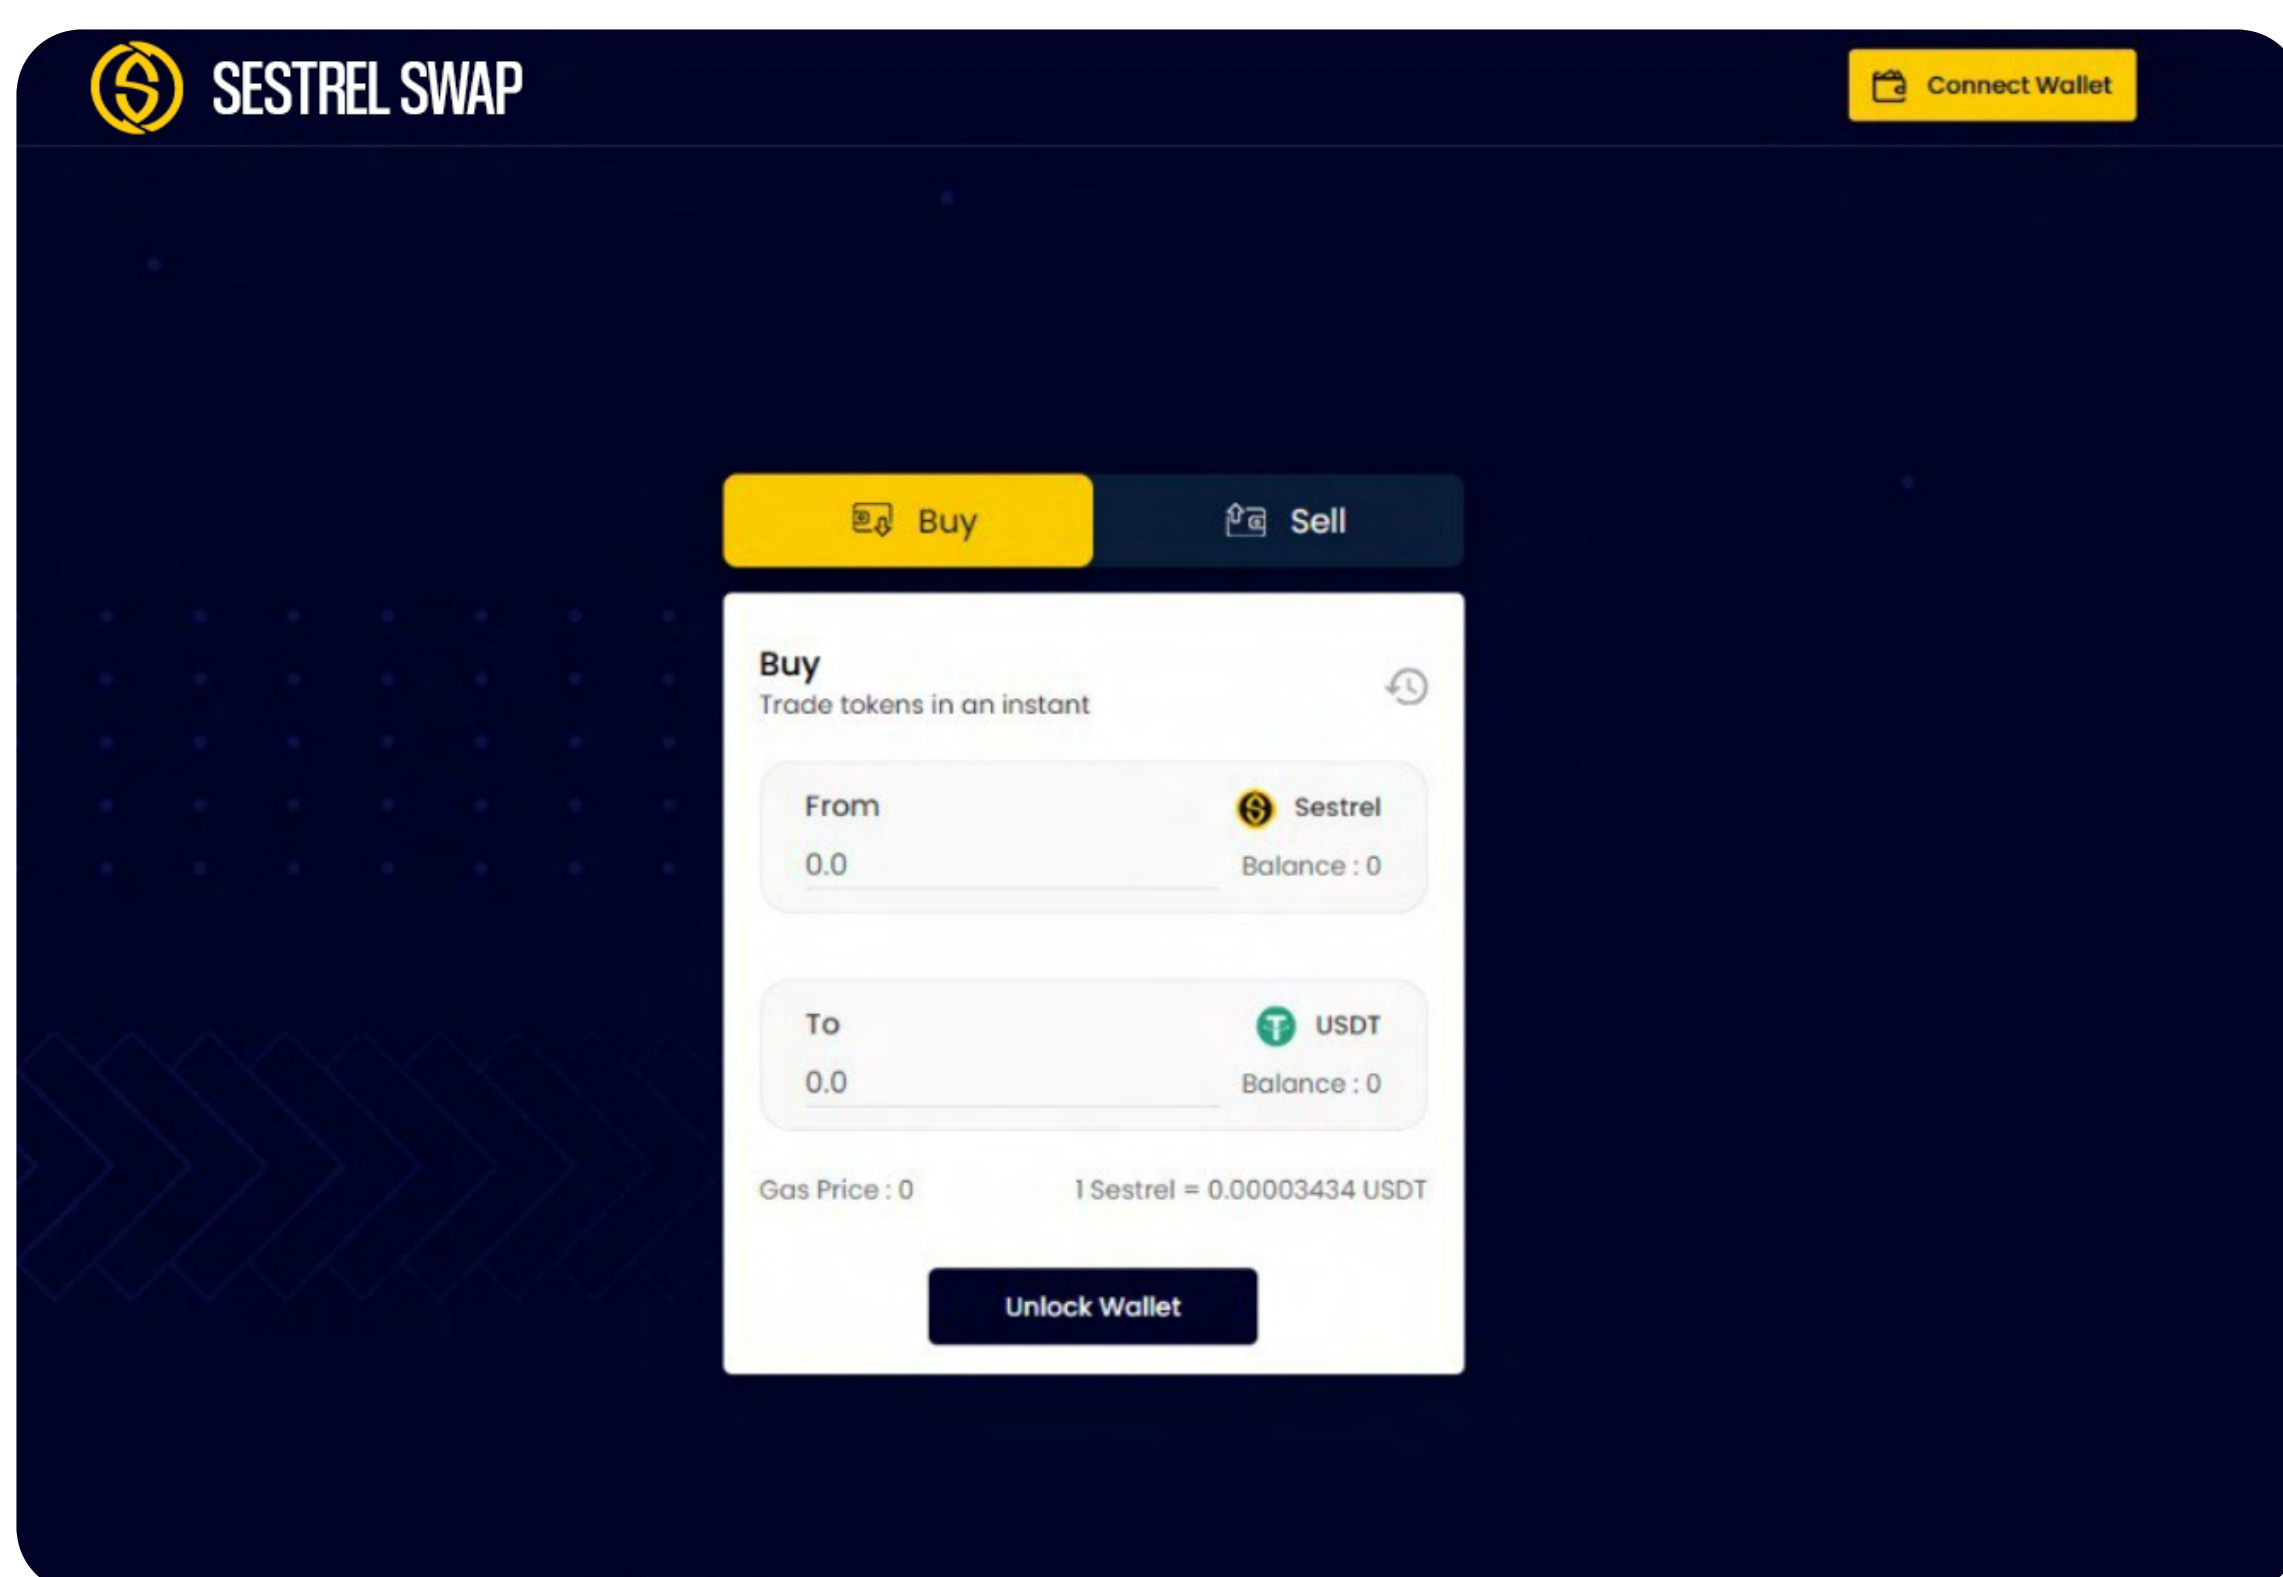 SESTREL SWAP
Connect Wallet
Buy
Sell
Buy
Trade tokens in an instant
From
Sestrel
0.0
Balance : 0
To
USDT
0.0
Balance : 0
Gas Price : 0
1 Sestrel = 0.00003434 USDT
Unlock Wallet